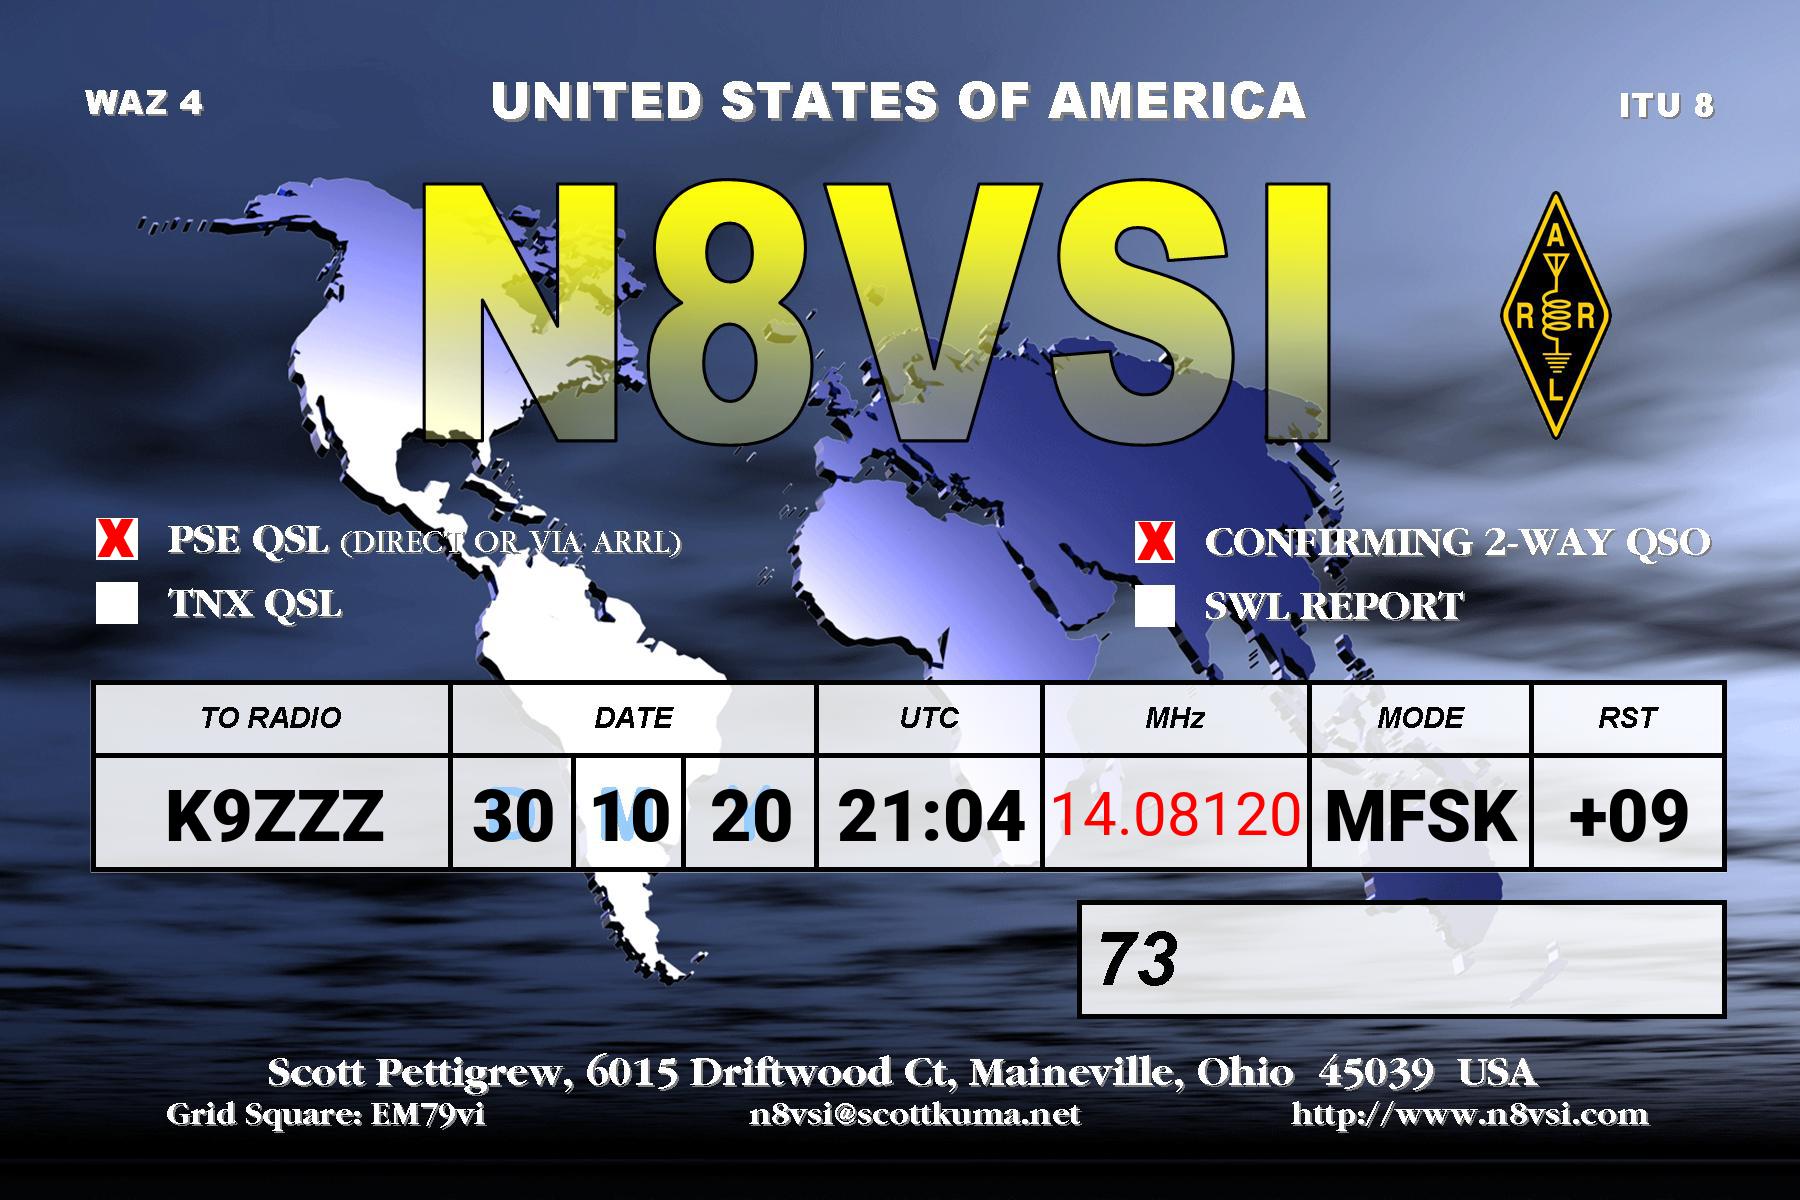 WAZ 4 UNITED STATES OF AMERICA ITU 8
N8VSI
A
R R
L
X PSE QSL (DIRECT OR VIA ARRL) X CONFIRMING 2-WAY QSO
TNX QSL SWL REPORT
TO RADIO DATE UTC MHz MODE RST
D M Y
K9ZZZ 30 10 20 21:04 14.08120 MFSK +09
73
Scott Pettigrew, 6015 Driftwood Ct, Maineville, Ohio 45039 USA
Grid Square: EM79vi n8vsi@scottkuma.net http://www.n8vsi.com